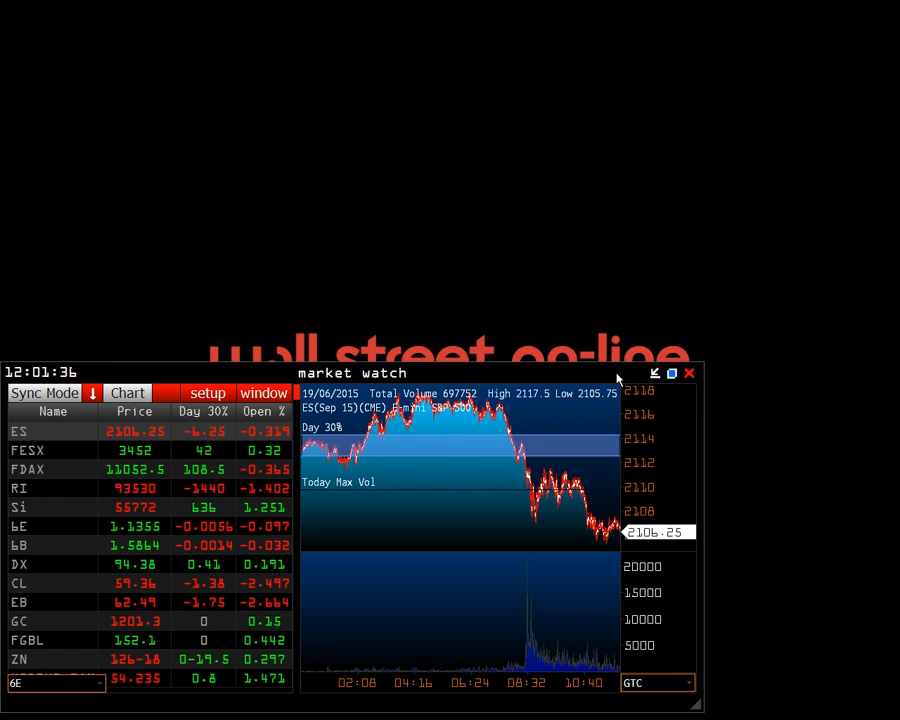 wall street on-line
12:01:36
market watch
Sync Mode Chart setup window
Name Price Day 30% Open %
ES 2106.25 -6.25 -0.319
FESX 3452 42 0.32
FDAX 11052.5 108.5 -0.365
RI 93530 -1440 -1.402
Si 55772 636 1.251
6E 1.1355 -0.0056 -0.097
6B 1.5864 -0.0014 -0.032
DX 94.38 0.41 0.191
CL 59.36 -1.38 -2.497
EB 62.49 -1.75 -2.664
GC 1201.3 0 0.15
FGBL 152.1 0 0.442
ZN 126-18 0-19.5 0.297
54.235 0.8 1.471
6E
19/06/2015 Total Volume 697752 High 2117.5 Low 2105.75
ES(Sep 15)(CME) E-mini S&P 500
Day 30%
Today Max Vol
2118
2116
2114
2112
2110
2108
2106.25
20000
15000
10000
5000
02:08 04:16 06:24 08:32 10:40
GTC